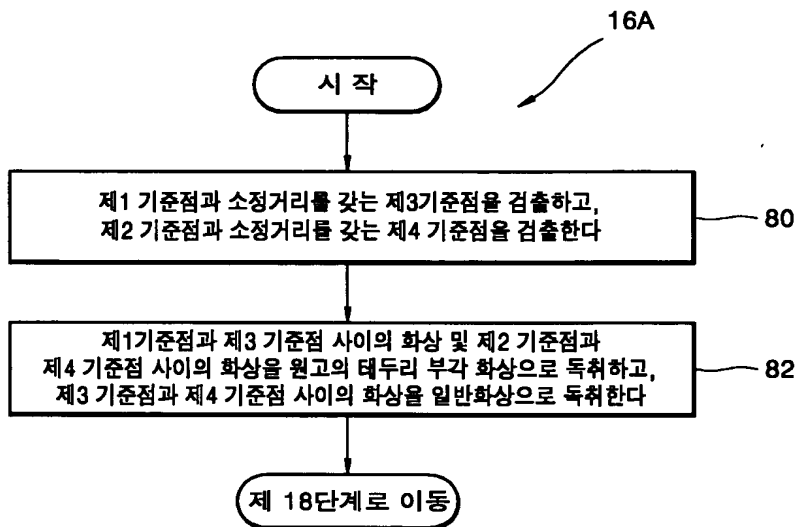 16A
시 작
제1 기준점과 소정거리를 갖는 제3기준점을 검출하고,
제2 기준점과 소정거리를 갖는 제4 기준점을 검출한다
80
제1기준점과 제3 기준점 사이의 화상 및 제2 기준점과
제4 기준점 사이의 화상을 원고의 테두리 부각 화상으로 독취하고,
제3 기준점과 제4 기준점 사이의 화상을 일반화상으로 독취한다
82
제 18단계로 이동